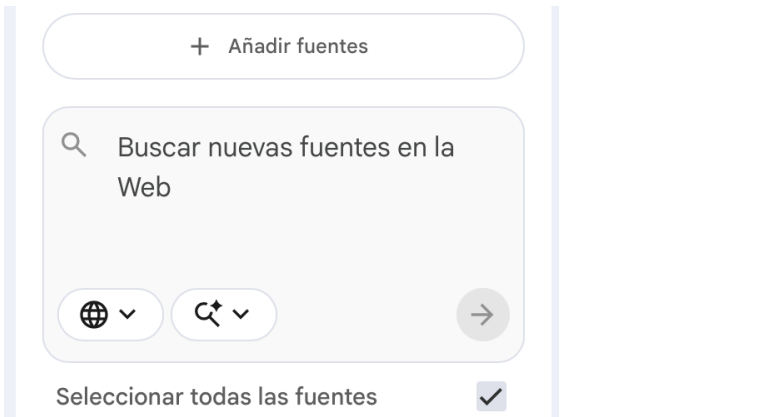 Añadir fuentes
Buscar nuevas fuentes en la
Web
Seleccionar todas las fuentes